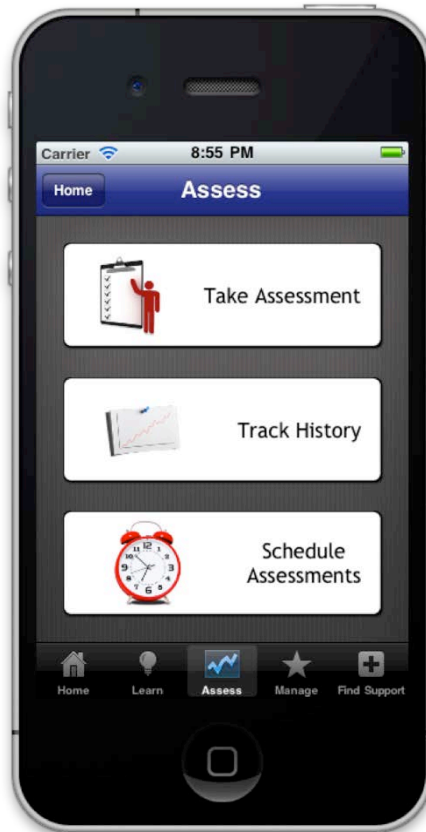 Carrier 8:55 PM
Home Assess
Take Assessment
Track History
Schedule
Assessments
Home Learn Assess Manage Find Support